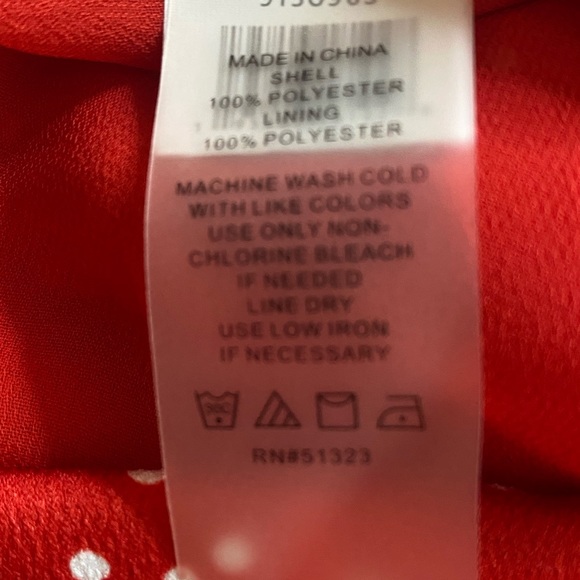 MADE IN CHINA
SHELL
100% POLYESTER
LINING
100% POLYESTER
MACHINE WASH COLD
WITH LIKE COLORS
USE ONLY NON-
CHLORINE BLEACH
IF NEEDED
LINE DRY
USE LOW IRON
IF NECESSARY
30C
RN#51323